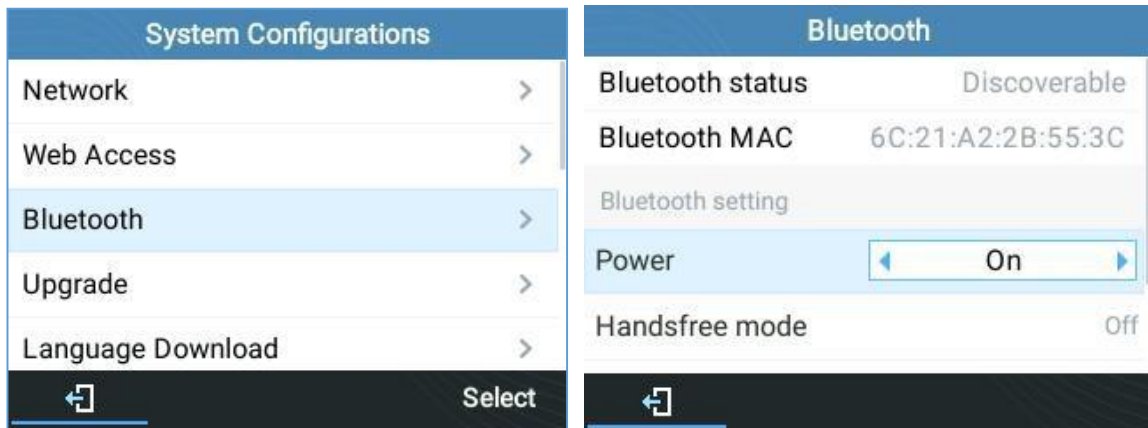 System Configurations
Network
Web Access
Bluetooth
Upgrade
Language Download
Select
Bluetooth
Bluetooth status Discoverable
Bluetooth MAC 6C:21:A2:2B:55:3C
Bluetooth setting
Power On
Handsfree mode Off